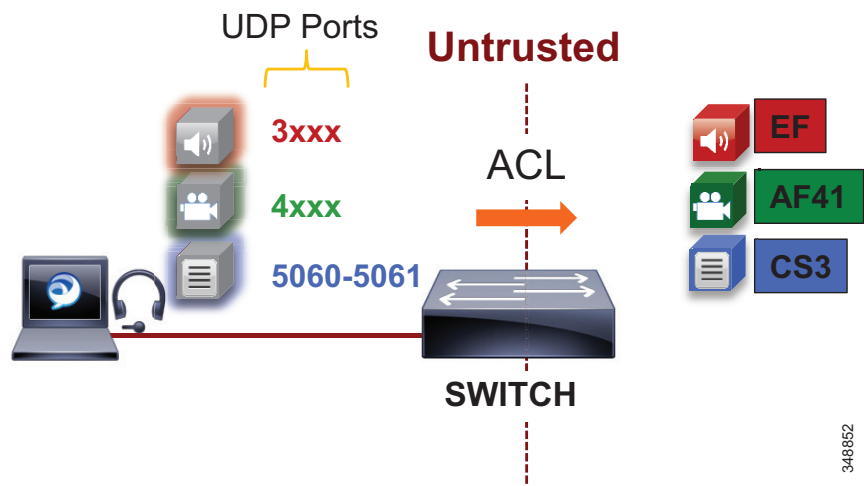 UDP Ports
Untrusted
3xxx
ACL
EF
4xxx
AF41
5060-5061
CS3
SWITCH
348852